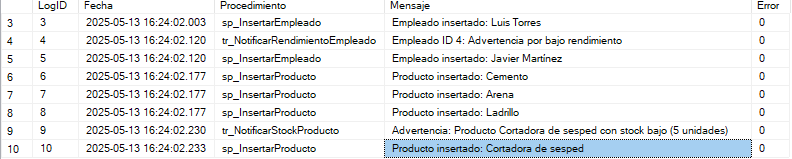 LogID Fecha Procedimiento Mensaje Error
3 3 2025-05-13 16:24:02.003 sp_InsertarEmpleado Empleado insertado: Luis Torres 0
4 4 2025-05-13 16:24:02.120 tr_NotificarRendimientoEmpleado Empleado ID 4: Advertencia por bajo rendimiento 0
5 5 2025-05-13 16:24:02.120 sp_InsertarEmpleado Empleado insertado: Javier Martínez 0
6 6 2025-05-13 16:24:02.177 sp_InsertarProducto Producto insertado: Cemento 0
7 7 2025-05-13 16:24:02.177 sp_InsertarProducto Producto insertado: Arena 0
8 8 2025-05-13 16:24:02.177 sp_InsertarProducto Producto insertado: Ladrillo 0
9 9 2025-05-13 16:24:02.230 tr_NotificarStockProducto Advertencia: Producto Cortadora de sesped con stock bajo (5 unidades) 0
10 10 2025-05-13 16:24:02.233 sp_InsertarProducto Producto insertado: Cortadora de sesped 0